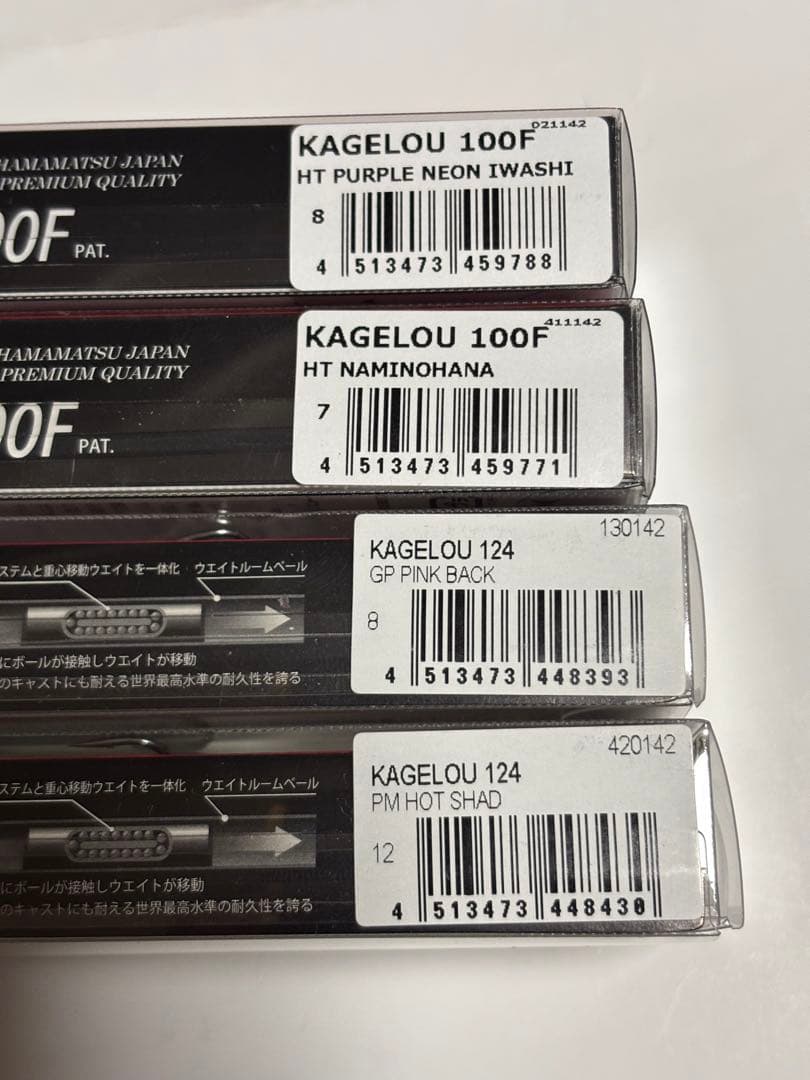 HAMAMATSU JAPAN
PREMIUM QUALITY
00F PAT.
021142
KAGELOU 100F
HT PURPLE NEON IWASHI
8
4 513473 459788
HAMAMATSU JAPAN
PREMIUM QUALITY
00F PAT.
411142
KAGELOU 100F
HT NAMINOHANA
7
4 513473 459771
ステムと重心移動ウエイトを一体化 ウエイトルームベール
にボールが接触しウエイトが移動
のキャストにも耐える世界最高水準の耐久性を誇る
130142
KAGELOU 124
GP PINK BACK
8
4 513473 448393
ステムと重心移動ウエイトを一体化 ウエイトルームベール
にボールが接触しウエイトが移動
のキャストにも耐える世界最高水準の耐久性を誇る
420142
KAGELOU 124
PM HOT SHAD
12
4 513473 448430